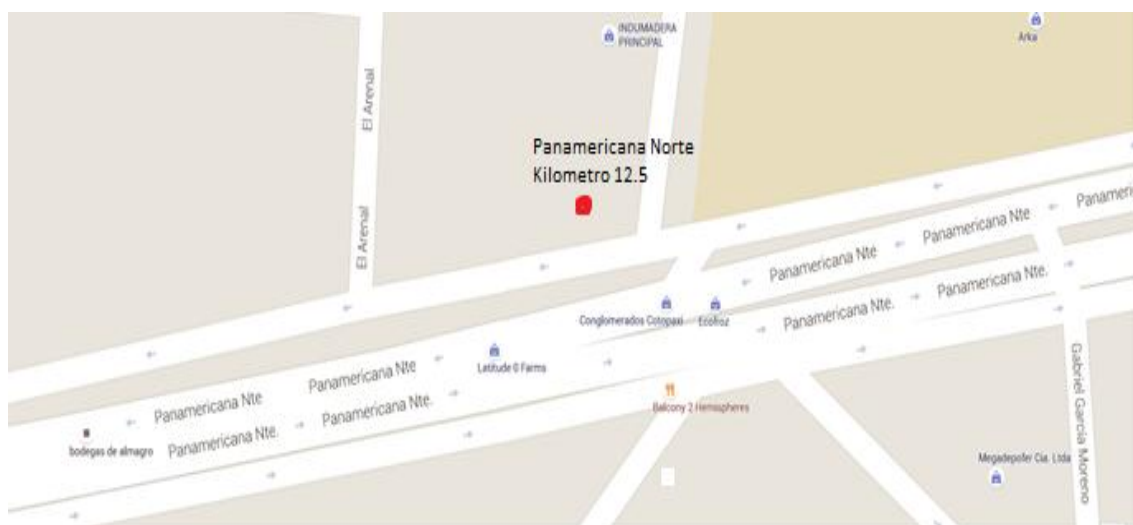 INDUMADERA
PRINCIPAL
Arka
El Arenal
Panamericana Norte
Kilometro 12.5
El Arenal
Panamericana Nte
Panamericana Nte
Panameri
Panamericana Nte.
Panamericana Nte.
Conglomerados Cotopaxi
Ecofroz
Latitude 0 Farms
Panamericana Nte
Panamericana Nte
Panamericana Nte.
Panamericana Nte.
bodegas de almagro
Balcony 2 Hemispheres
Gabriel García Moreno
Megadepofer Cia. Ltda